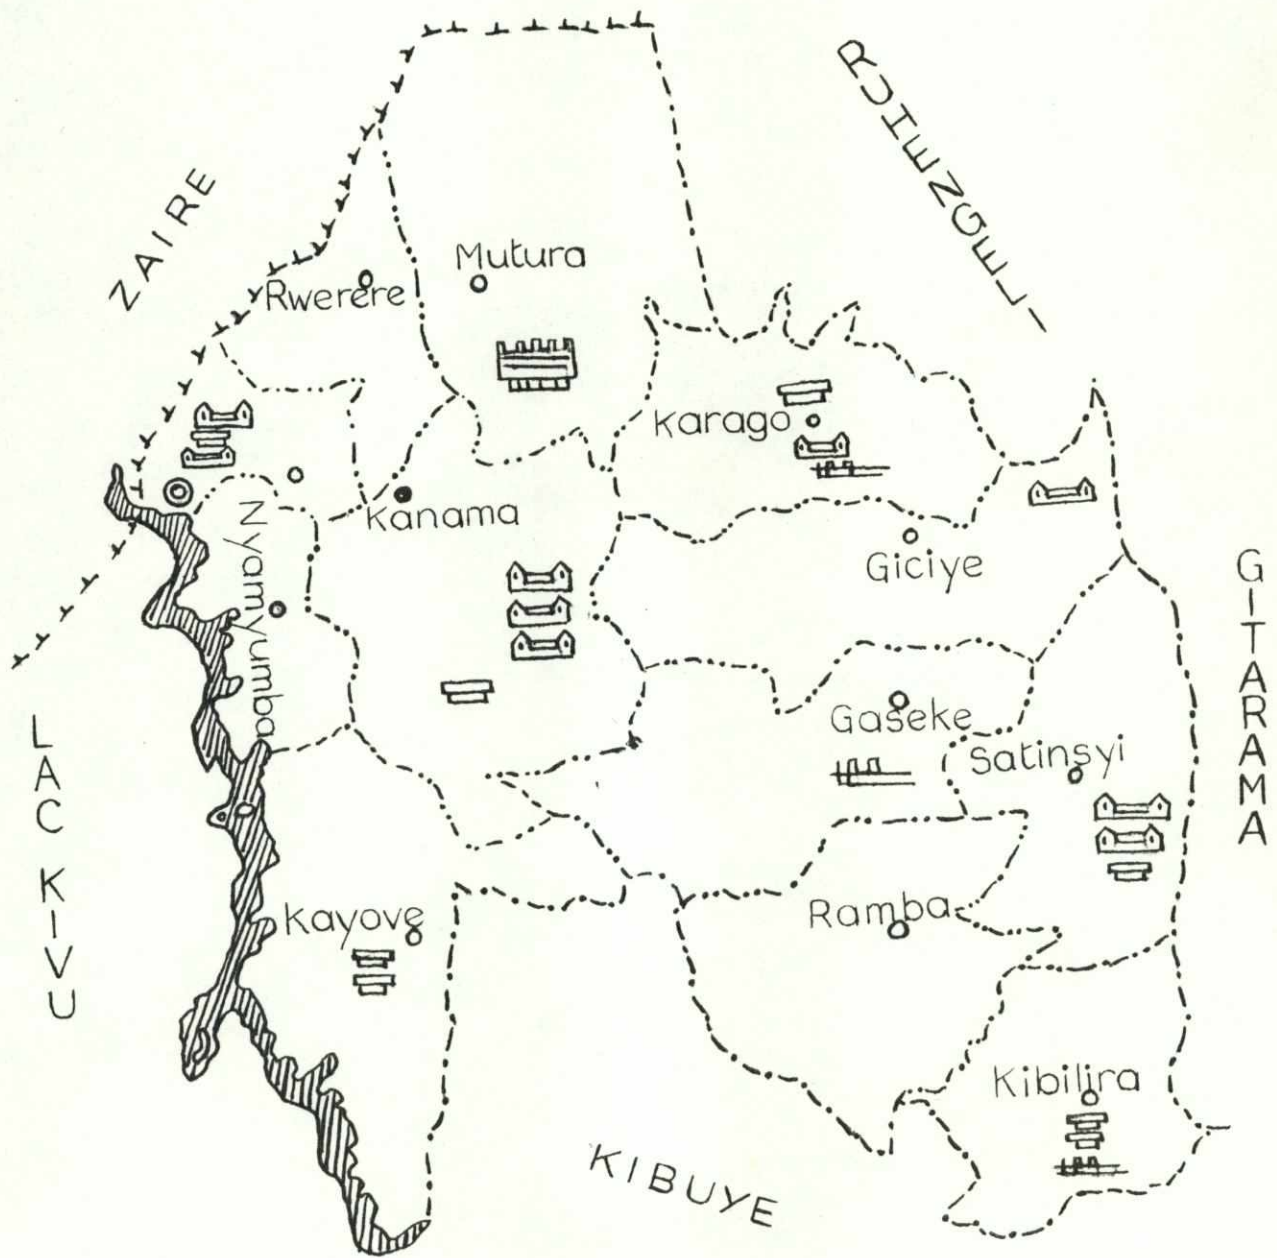 RUHENGERI
ZAIRE
Mutura
Rwerere
Karago
Kanama
Nyamyumba
Giciye
GITARAMA
Gaseke
Satinsyi
LAC KIVU
Ramba
Kayove
Kibilira
KIBUYE